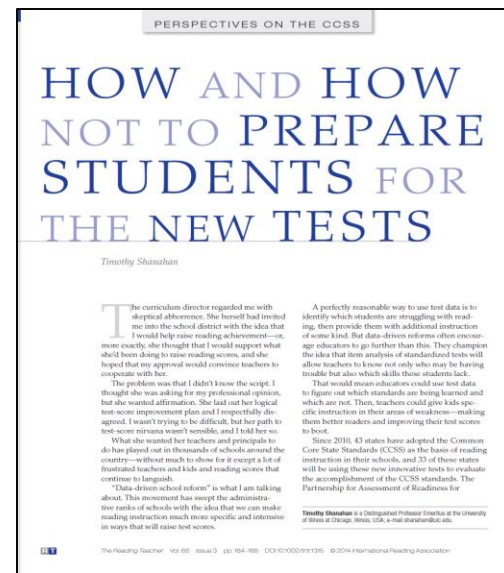 PERSPECTIVES ON THE CCSS
HOW AND HOW
NOT TO PREPARE
STUDENTS FOR
THE NEW TESTS
Timothy Shanahan
The curriculum director regarded me with
skeptical abhorrence. She herself had invited
me into the school district with the idea that
I would help raise reading achievement—or,
more exactly, she thought that I would support what
she'd been doing to raise reading scores, and she
hoped that my approval would convince teachers to
cooperate with her.
The problem was that I didn't know the script. I
thought she was asking for my professional opinion,
but she wanted affirmation. She laid out her logical
test-score improvement plan and I respectfully dis-
agreed. I wasn't trying to be difficult, but her path to
test-score nirvana wasn't sensible, and I told her so.
What she wanted her teachers and principals to
do has played out in thousands of schools around the
country—without much to show for it except a lot of
frustrated teachers and kids and reading scores that
continue to languish.
"Data-driven school reform" is what I am talking
about. This movement has swept the administra-
tive ranks of schools with the idea that we can make
reading instruction much more specific and intensive
in ways that will raise test scores.
A perfectly reasonable way to use test data is to
identify which students are struggling with read-
ing, then provide them with additional instruction
of some kind. But data-driven reforms often encour-
age educators to go further than this. They champion
the idea that item analysis of standardized tests will
allow teachers to know not only who may be having
trouble but also which skills these students lack.
That would mean educators could use test data
to figure out which standards are being learned and
which are not. Then, teachers could give kids spe-
cific instruction in their areas of weakness—making
them better readers and improving their test scores
to boot.
Since 2010, 43 states have adopted the Common
Core State Standards (CCSS) as the basis of reading
instruction in their schools, and 33 of these states
will be using these new innovative tests to evaluate
the accomplishment of the CCSS standards. The
Partnership for Assessment of Readiness for
Timothy Shanahan is a Distinguished Professor Emeritus at the University
of Illinois at Chicago, Illinois, USA; e-mail shanahan@uic.edu.
RT The Reading Teacher Vol. 68 Issue 3 pp. 184–188 DOI:10.1002/trtr.1315 © 2014 International Reading Association